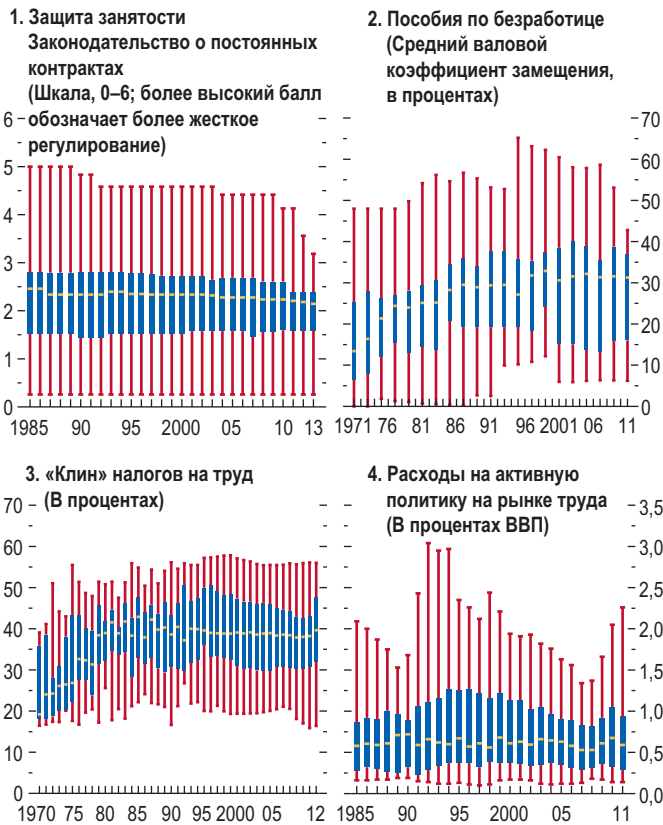 1. Защита занятости
Законодательство о постоянных
контрактах
(Шкала, 0–6; более высокий балл
обозначает более жесткое
регулирование)
6
5
4
3
2
1
0
1985 90 95 2000 05 10 13
2. Пособия по безработице
(Средний валовой
коэффициент замещения,
в процентах)
70
60
50
40
30
20
10
0
1971 76 81 86 91 96 2001 06 11
3. «Клин» налогов на труд
(В процентах)
70
60
50
40
30
20
10
0
1970 75 80 85 90 95 2000 05 12
4. Расходы на активную
политику на рынке труда
(В процентах ВВП)
3,5
3,0
2,5
2,0
1,5
1,0
0,5
0,0
1985 90 95 2000 05 11